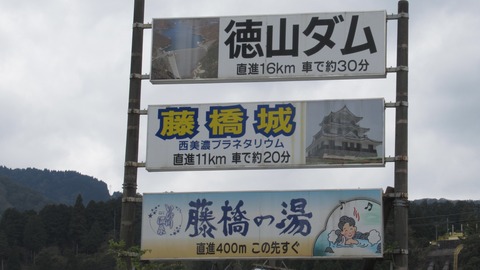 徳山ダム
直進16km 車で約30分
藤橋城
西美濃プラネタリウム
直進11km 車で約20分
藤橋の湯
直進400m この先すぐ